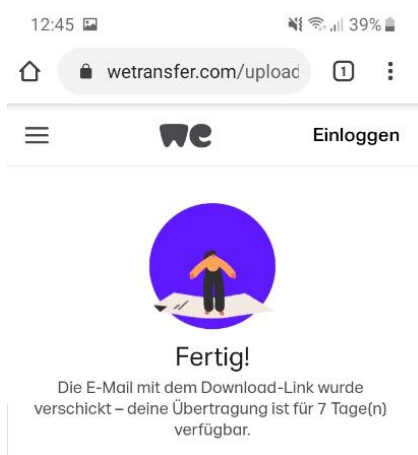 12:45 39%
wetransfer.com/upload 1
we Einloggen
Fertig!
Die E-Mail mit dem Download-Link wurde
verschickt – deine Übertragung ist für 7 Tage(n)
verfügbar.